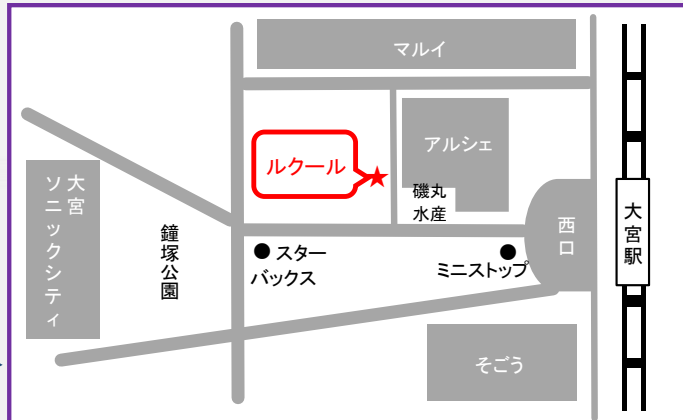 マルイ
アルシェ
ルクール
磯丸
水産
西口
大宮駅
大宮
ソニックシティ
鐘塚公園
スター
バックス
ミニストップ
そごう